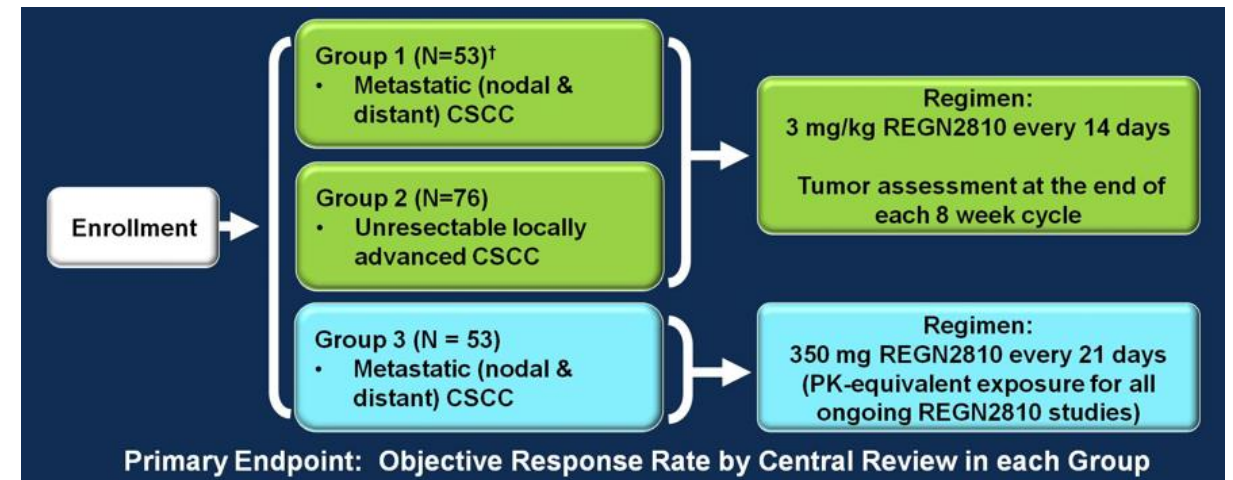 Enrollment
Group 1 (N=53)†
• Metastatic (nodal &
distant) CSCC
Group 2 (N=76)
• Unresectable locally
advanced CSCC
Group 3 (N = 53)
• Metastatic (nodal &
distant) CSCC
Regimen:
3 mg/kg REGN2810 every 14 days
Tumor assessment at the end of
each 8 week cycle
Regimen:
350 mg REGN2810 every 21 days
(PK-equivalent exposure for all
ongoing REGN2810 studies)
Primary Endpoint: Objective Response Rate by Central Review in each Group